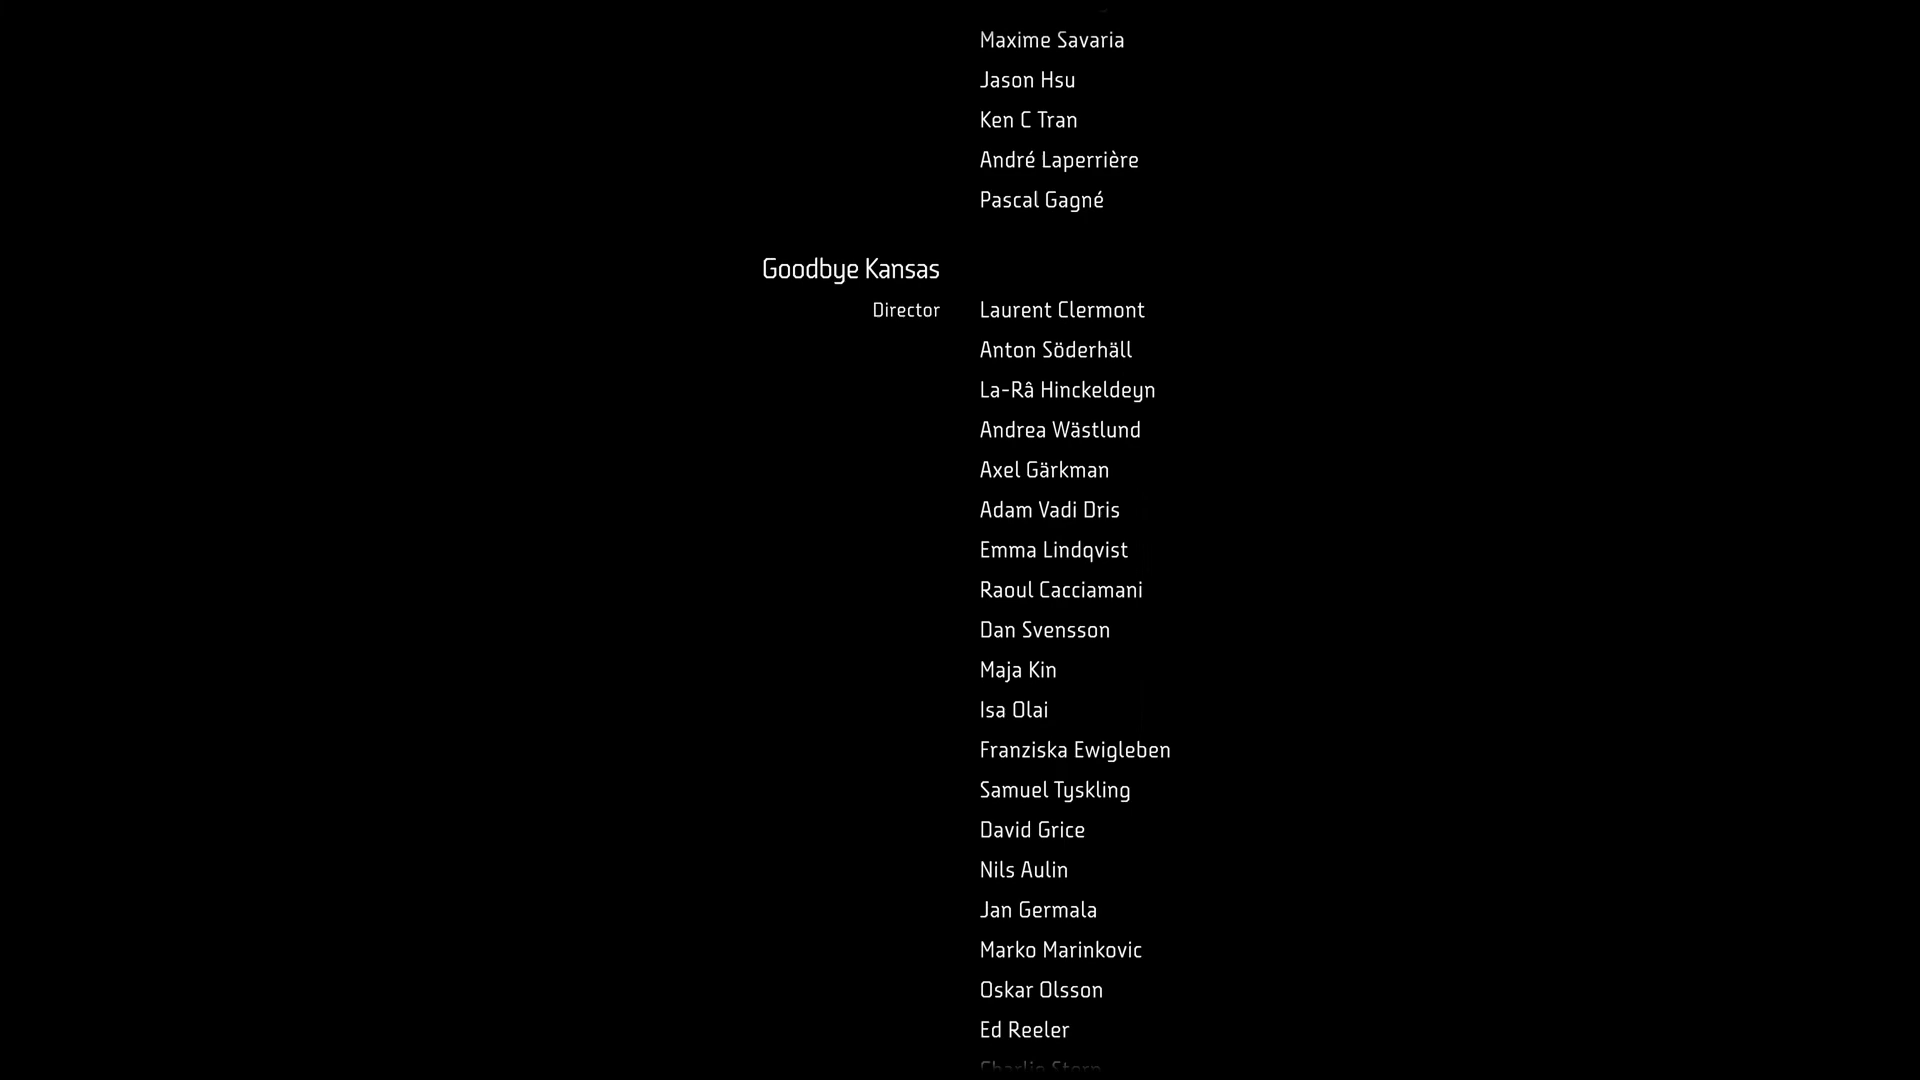 Maxime Savaria
Jason Hsu
Ken C Tran
André Laperrière
Pascal Gagné
Goodbye Kansas
Director Laurent Clermont
Anton Söderhäll
La-Râ Hinckeldeyn
Andrea Wästlund
Axel Gärkman
Adam Vadi Dris
Emma Lindqvist
Raoul Cacciamani
Dan Svensson
Maja Kin
Isa Olai
Franziska Ewigleben
Samuel Tyskling
David Grice
Nils Aulin
Jan Germala
Marko Marinkovic
Oskar Olsson
Ed Reeler
Charlie